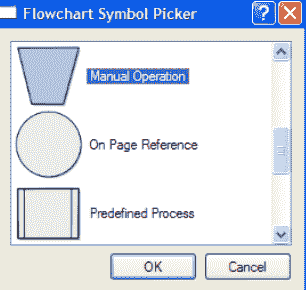 Flowchart Symbol Picker
Manual Operation
On Page Reference
Predefined Process
OK
Cancel